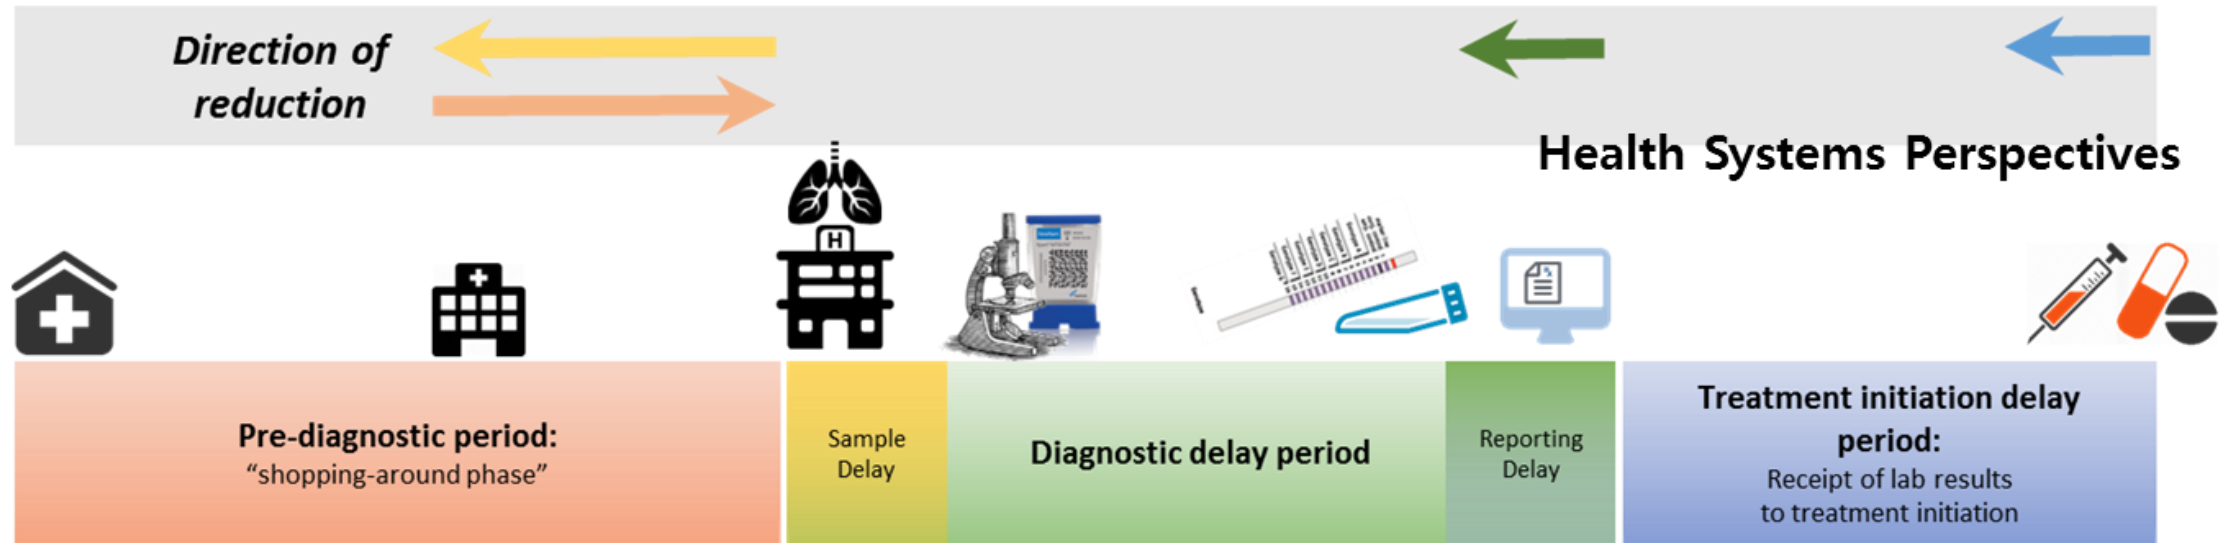 Direction of
reduction
Health Systems Perspectives
H
Pre-diagnostic period:
“shopping-around phase”
Sample
Delay
Diagnostic delay period
Reporting
Delay
Treatment initiation delay
period:
Receipt of lab results
to treatment initiation